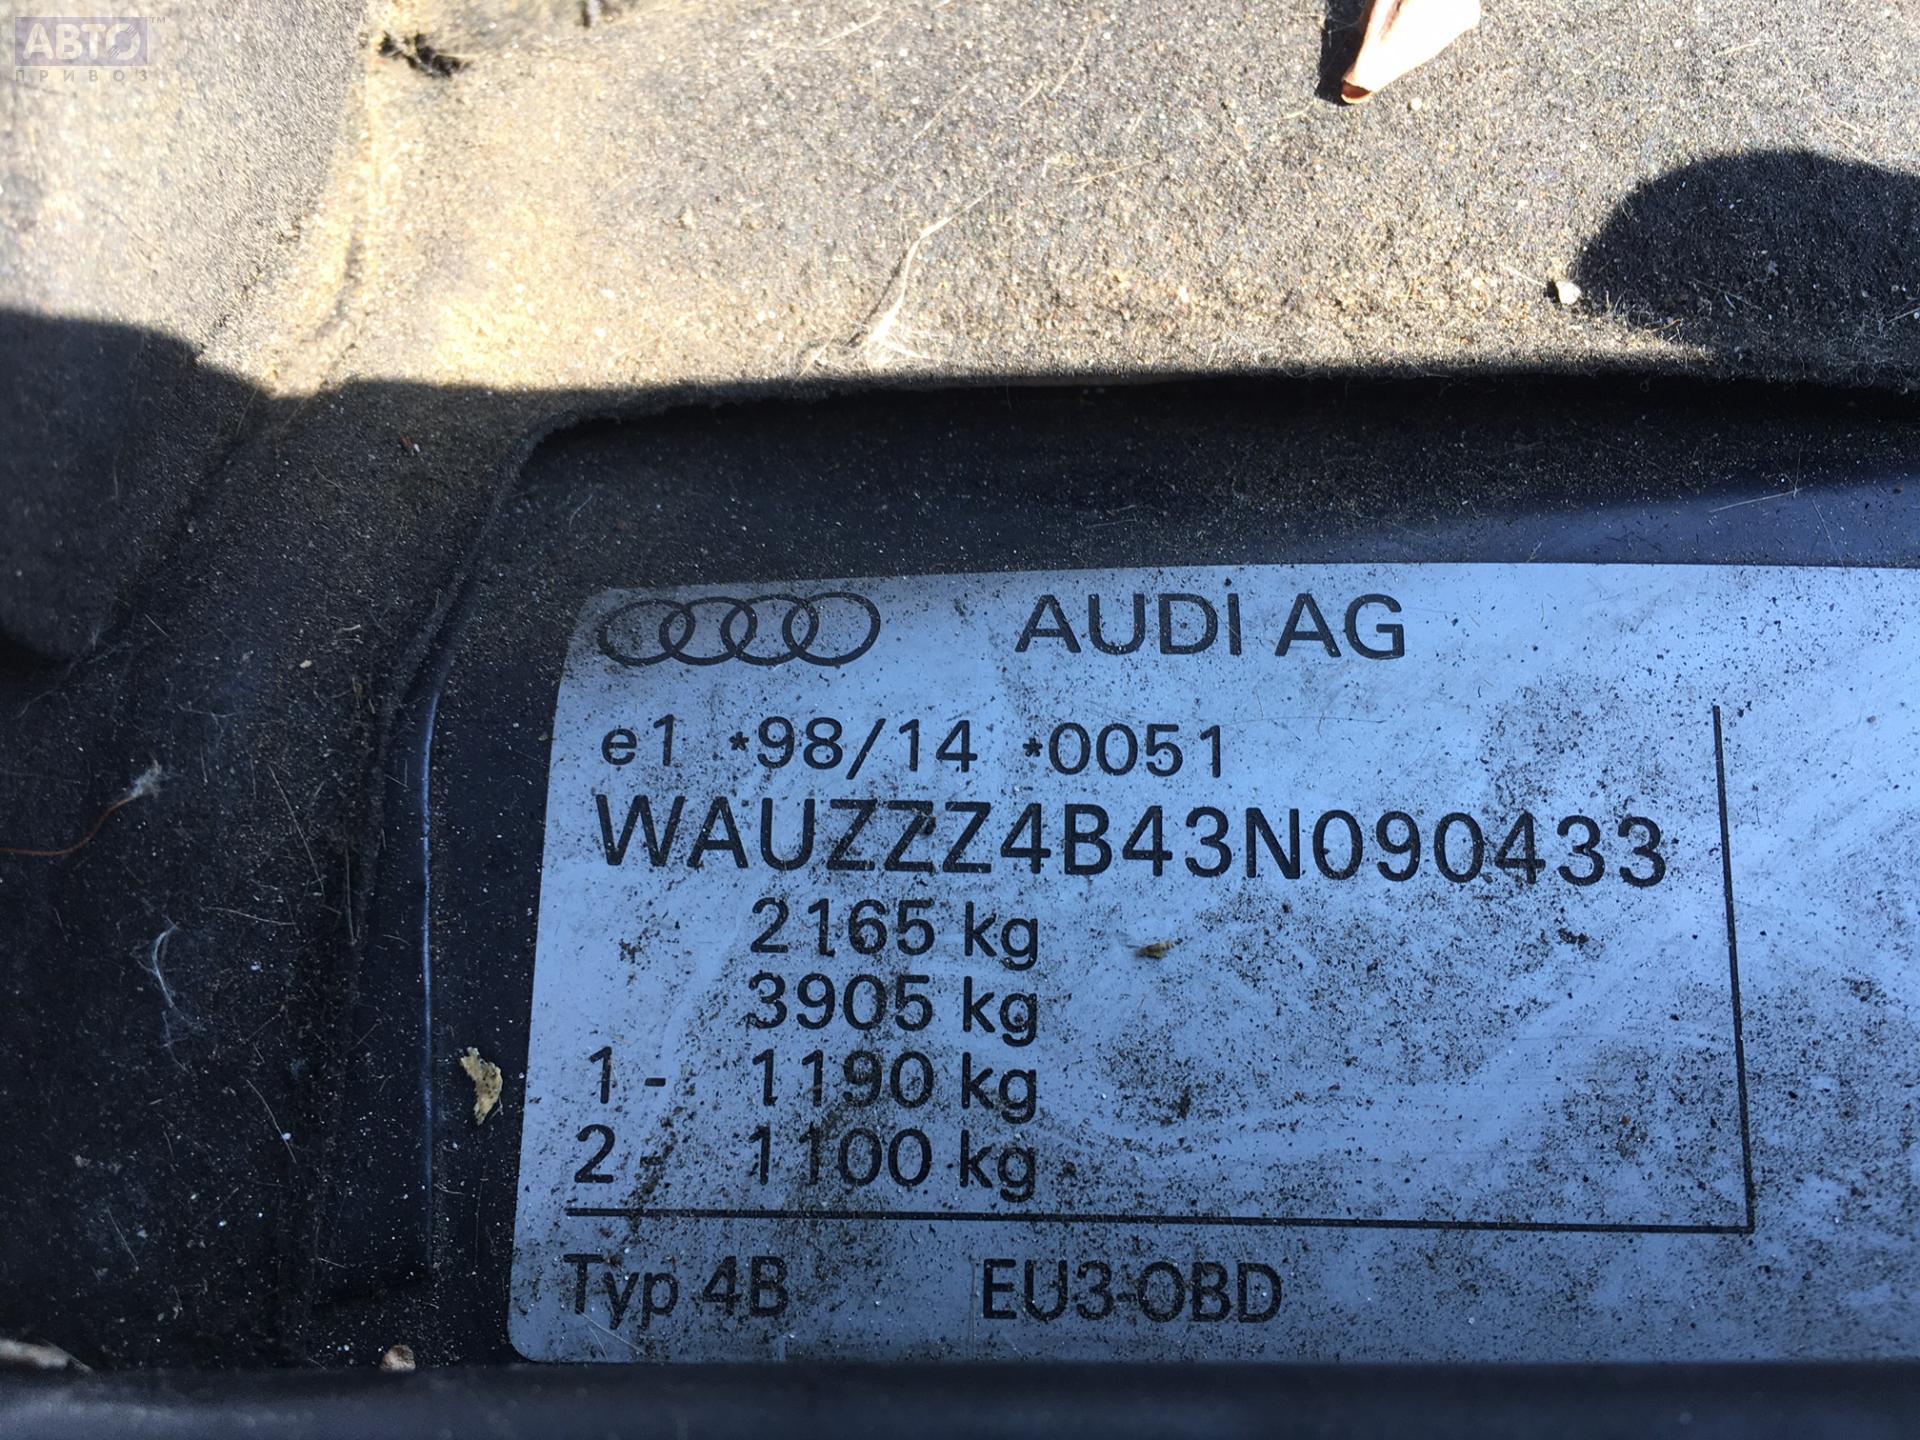 АВТО™
ПРИВОЗ
AUDI AG
e1 *98/14 *0051
WAUZZZ4B43N090433
2165 kg
3905 kg
1 - 1190 kg
2 - 1100 kg
Typ 4B EU3-OBD